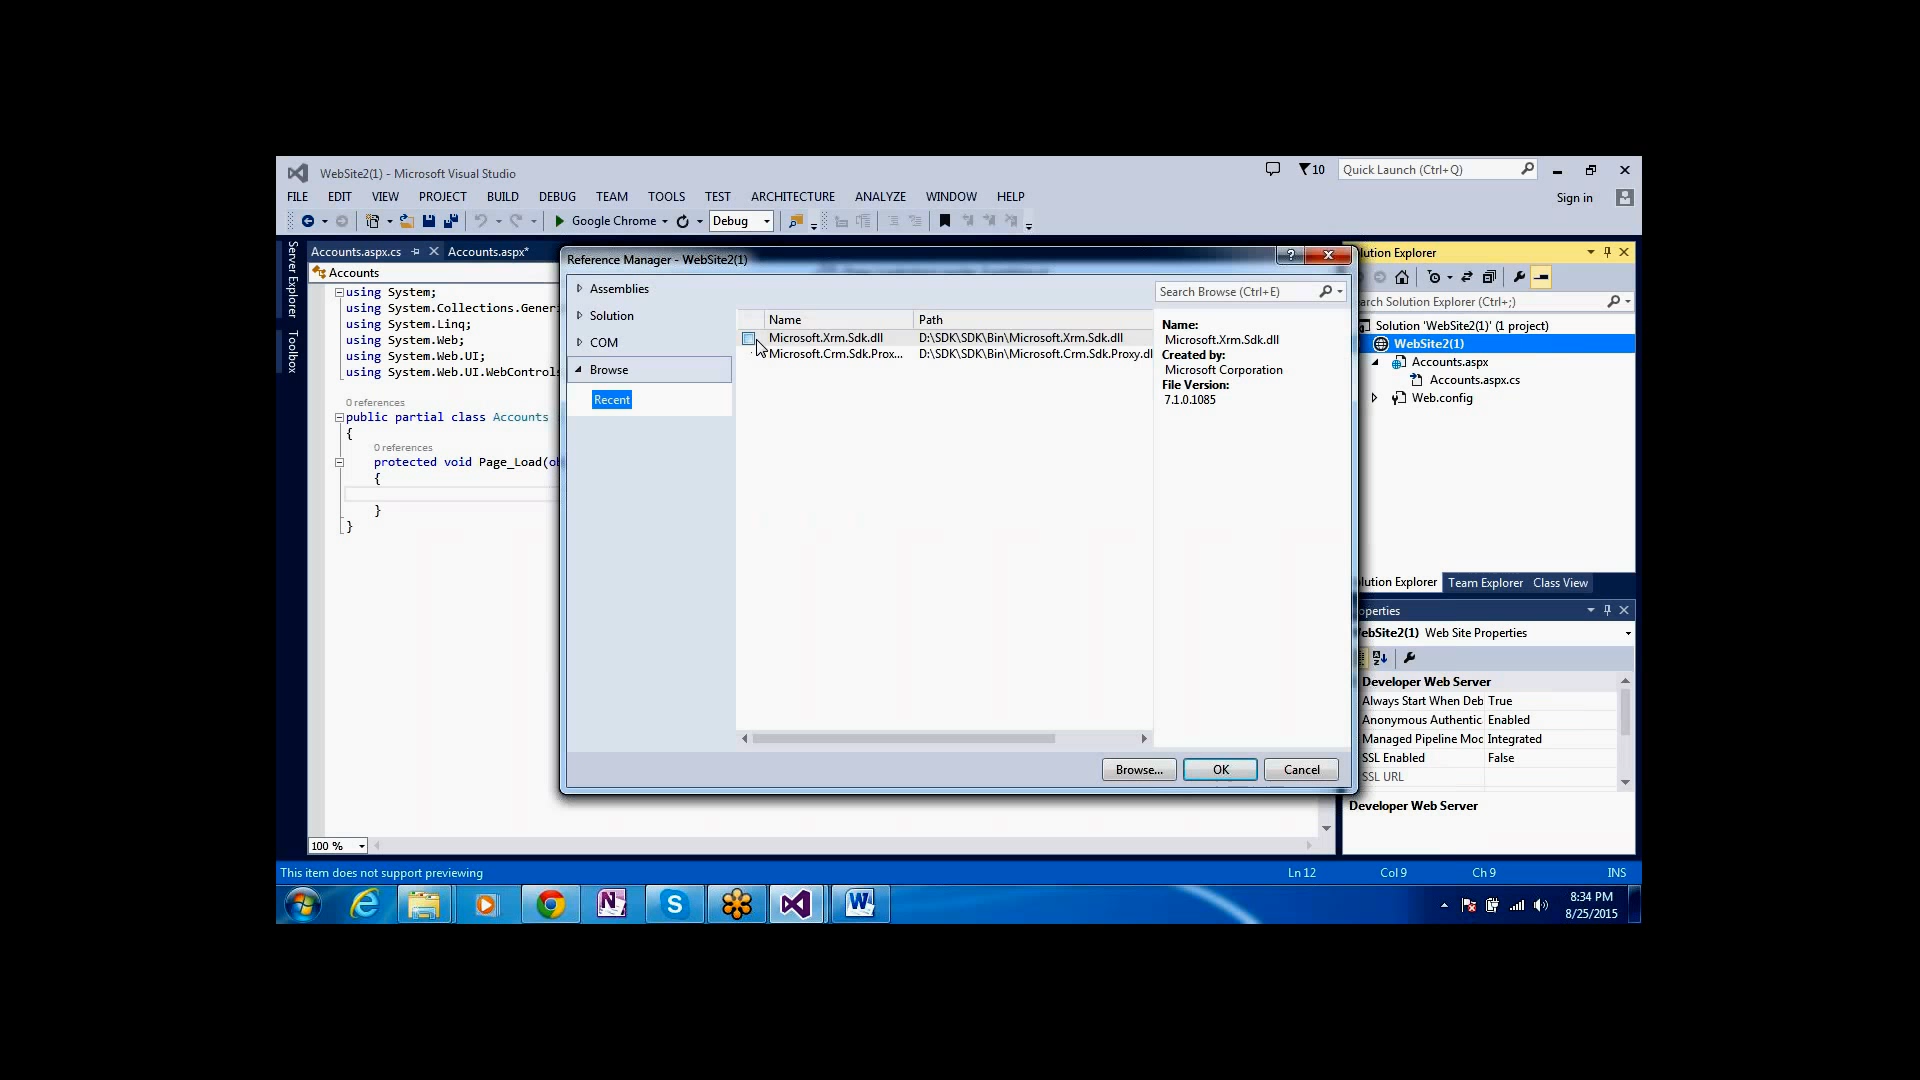 WebSite2(1) - Microsoft Visual Studio
10
Quick Launch (Ctrl+Q)
FILE EDIT VIEW PROJECT BUILD DEBUG TEAM TOOLS TEST ARCHITECTURE ANALYZE WINDOW HELP
Sign in
Google Chrome
Debug
Server Explorer
Toolbox
Accounts.aspx.cs
Accounts.aspx*
Accounts
using System;
using System.Collections.Generi
using System.Linq;
using System.Web;
using System.Web.UI;
using System.Web.UI.WebControls
0 references
public partial class Accounts
{
0 references
protected void Page_Load(ob
{
}
}
100 %
Reference Manager - WebSite2(1)
?
Assemblies
Solution
COM
Browse
Recent
Search Browse (Ctrl+E)
Name Path
Microsoft.Xrm.Sdk.dll D:\SDK\SDK\Bin\Microsoft.Xrm.Sdk.dll
Microsoft.Crm.Sdk.Prox... D:\SDK\SDK\Bin\Microsoft.Crm.Sdk.Proxy.dl
Name:
Microsoft.Xrm.Sdk.dll
Created by:
Microsoft Corporation
File Version:
7.1.0.1085
Browse...
OK
Cancel
lution Explorer
arch Solution Explorer (Ctrl+;)
Solution 'WebSite2(1)' (1 project)
WebSite2(1)
Accounts.aspx
Accounts.aspx.cs
Web.config
lution Explorer Team Explorer Class View
operties
ebSite2(1) Web Site Properties
Developer Web Server
Always Start When Deb True
Anonymous Authentic Enabled
Managed Pipeline Moc Integrated
SSL Enabled False
SSL URL
Developer Web Server
This item does not support previewing
Ln 12 Col 9 Ch 9 INS
8:34 PM
8/25/2015